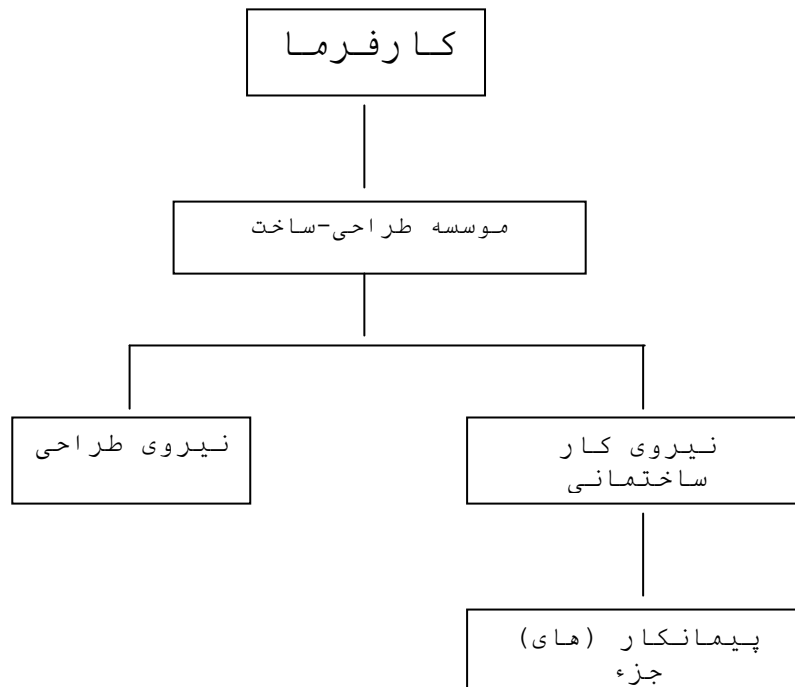 کارفرما
موسسه طراحی-ساخت
نیروی کار
ساختمانی
نیروی طراحی
پیمانکار (های)
جزء